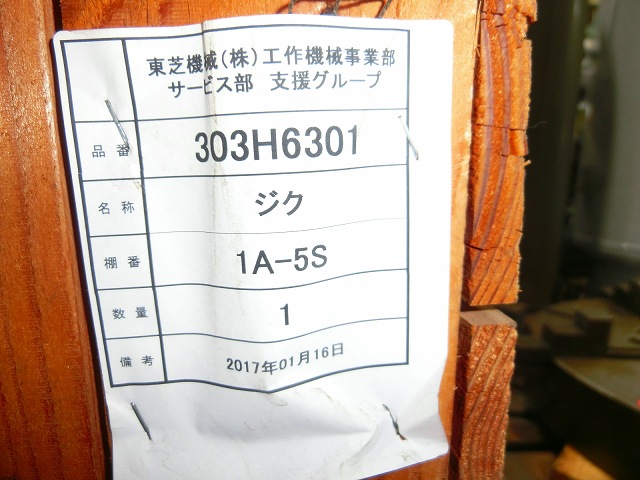 東芝機械(株)工作機械事業部
サービス部 支援グループ
品番 303H6301
名称 ジク
棚番 1A-5S
数量 1
備考 2017年01月16日